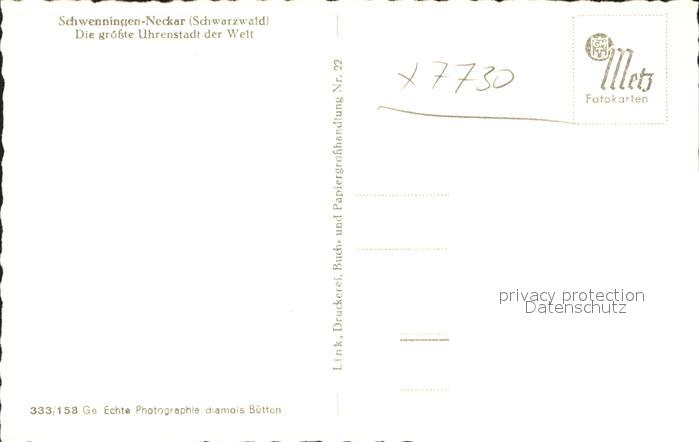 Schwenningen-Neckar (Schwarzwald)
Die größte Uhrenstadt der Welt
Link, Druckerei, Buch- und Papiergroßhandlung Nr. 22
x 7730
Metz
Fotokarten
privacy protection
Datenschutz
333/158 Ge Echte Photographie chamois Bütten